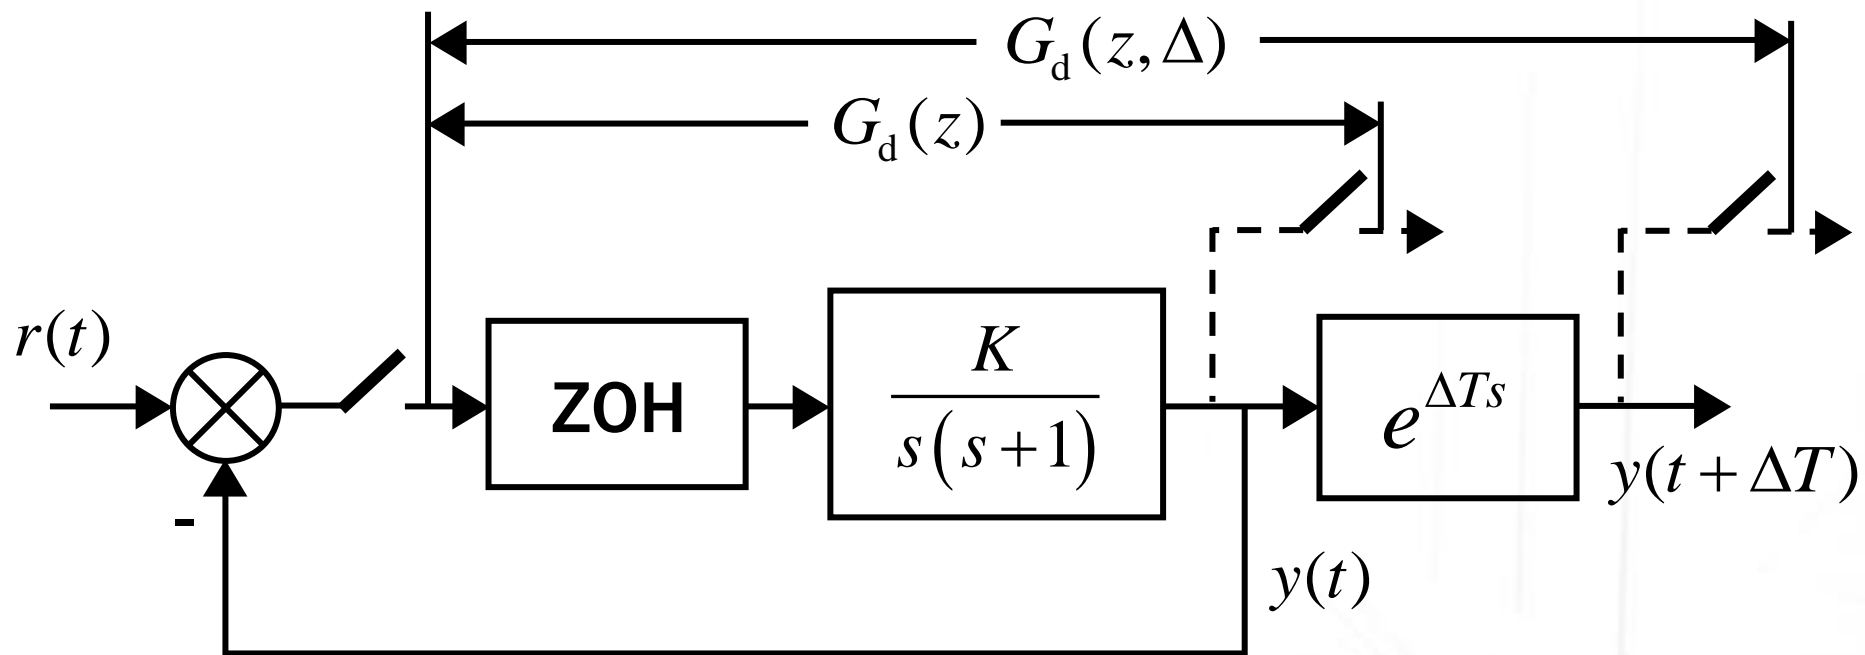 G_d(z,Δ)
G_d(z)
r(t)
ZOH
K
s(s+1)
e^{ΔTs}
y(t+ΔT)
-
y(t)